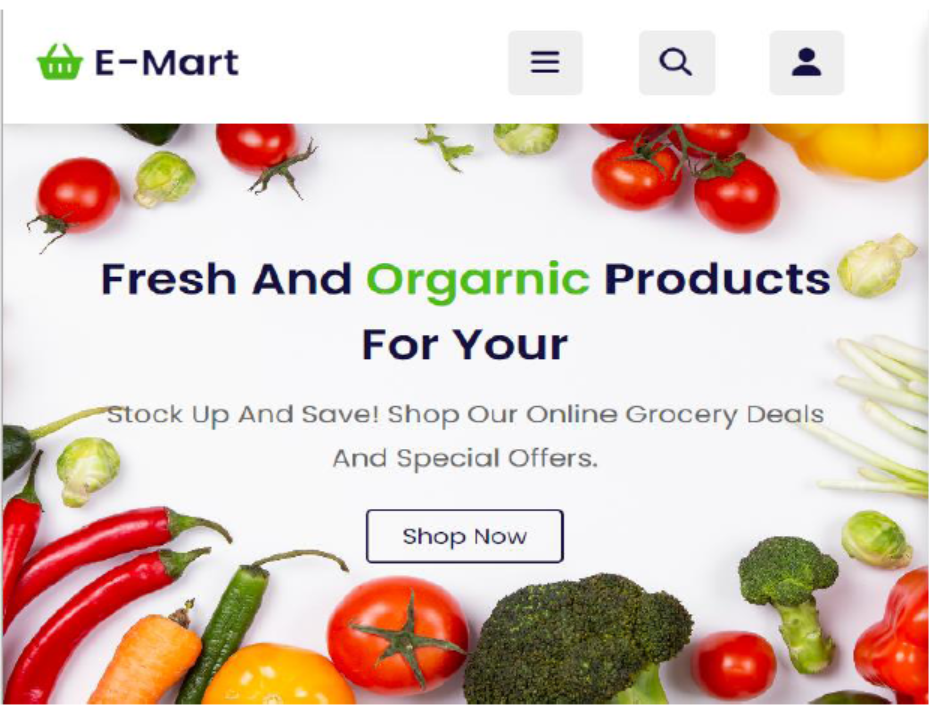 E-Mart
Fresh And Orgarnic Products
For Your
Stock Up And Save! Shop Our Online Grocery Deals
And Special Offers.
Shop Now